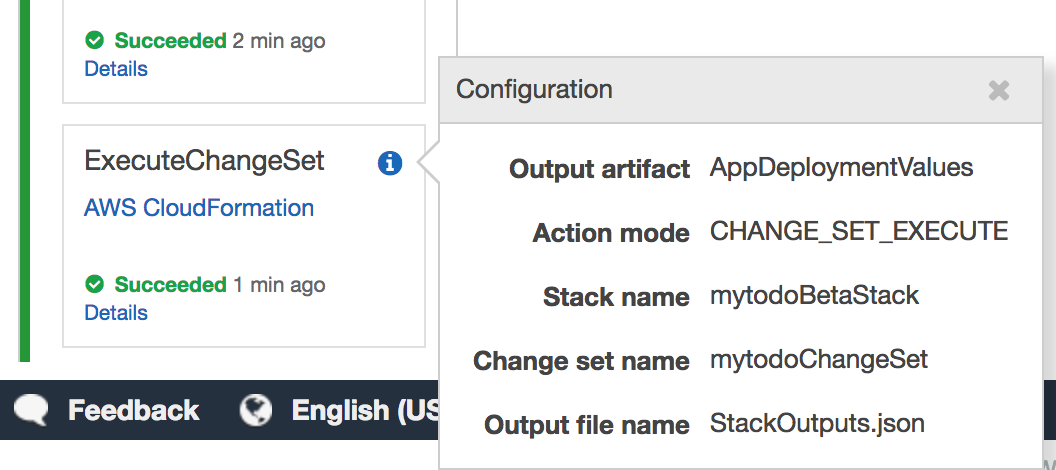 Succeeded 2 min ago
Details
ExecuteChangeSet
AWS CloudFormation
Succeeded 1 min ago
Details
Configuration
Output artifact AppDeploymentValues
Action mode CHANGE_SET_EXECUTE
Stack name mytodoBetaStack
Change set name mytodoChangeSet
Output file name StackOutputs.json
Feedback English (US